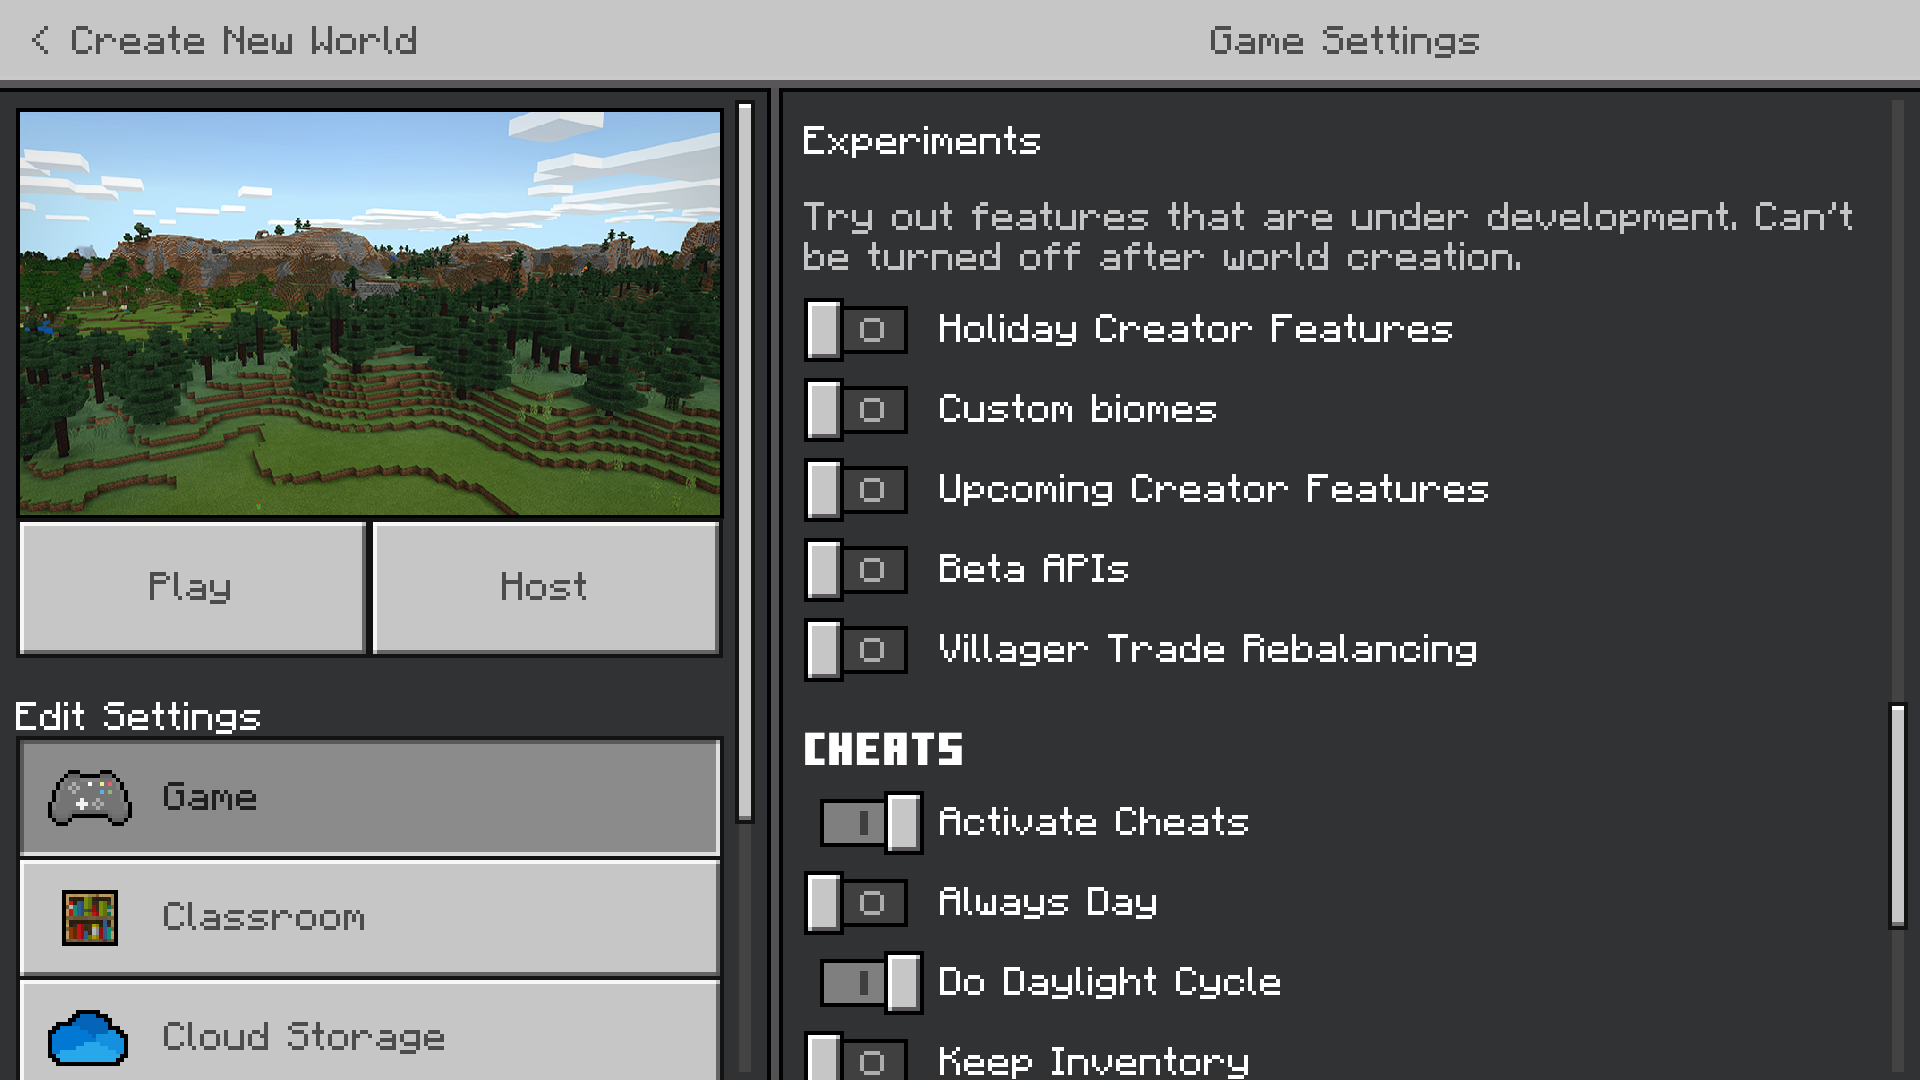 Create New World
Game Settings
Play
Host
Edit Settings
Game
Classroom
Cloud Storage
Experiments
Try out features that are under development. Can't
be turned off after world creation.
Holiday Creator Features
Custom biomes
Upcoming Creator Features
Beta APIs
Villager Trade Rebalancing
CHEATS
Activate Cheats
Always Day
Do Daylight Cycle
Keep Inventory